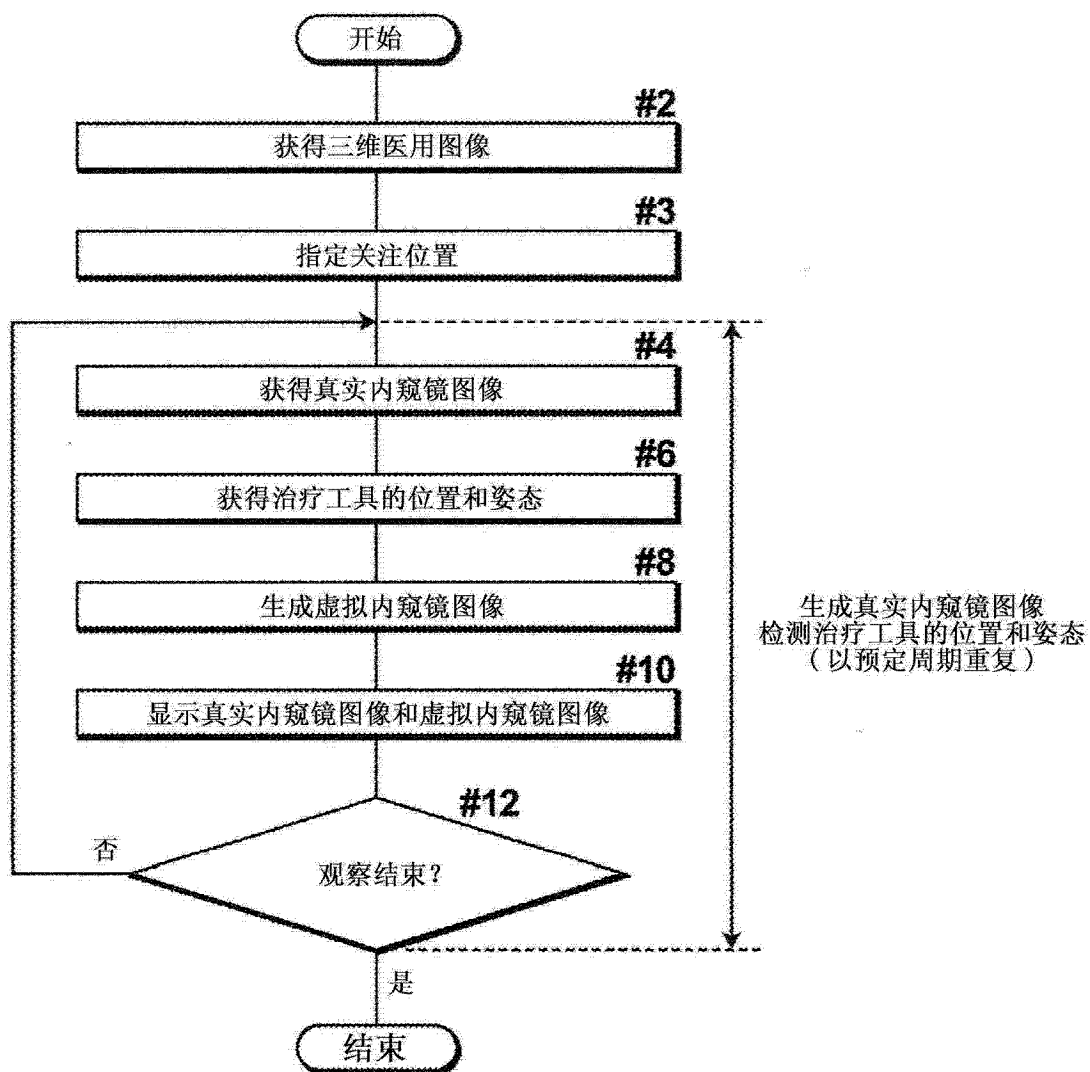 开始
#2
获得三维医用图像
#3
指定关注位置
#4
获得真实内窥镜图像
#6
获得治疗工具的位置和姿态
#8
生成虚拟内窥镜图像
#10
显示真实内窥镜图像和虚拟内窥镜图像
生成真实内窥镜图像
检测治疗工具的位置和姿态
（以预定周期重复）
#12
观察结束？
否
是
结束